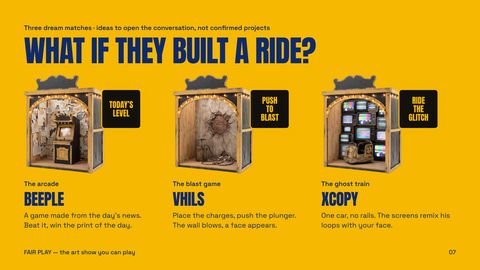 Three dream matches - ideas to open the conversation, not confirmed projects
WHAT IF THEY BUILT A RIDE?
TODAY'S
LEVEL
PUSH
TO
BLAST
RIDE
THE
GLITCH
The arcade
BEEPLE
A game made from the day's news.
Beat it, win the print of the day.
The blast game
VHILS
Place the charges, push the plunger.
The wall blows, a face appears.
The ghost train
XCOPY
One car, no rails. The screens remix his
loops with your face.
FAIR PLAY — the art show you can play
07